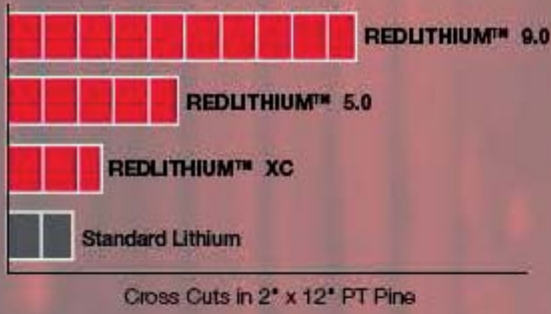 REDLITHIUM™ 9.0
REDLITHIUM™ 5.0
REDLITHIUM™ XC
Standard Lithium
Cross Cuts in 2" x 12" PT Pine